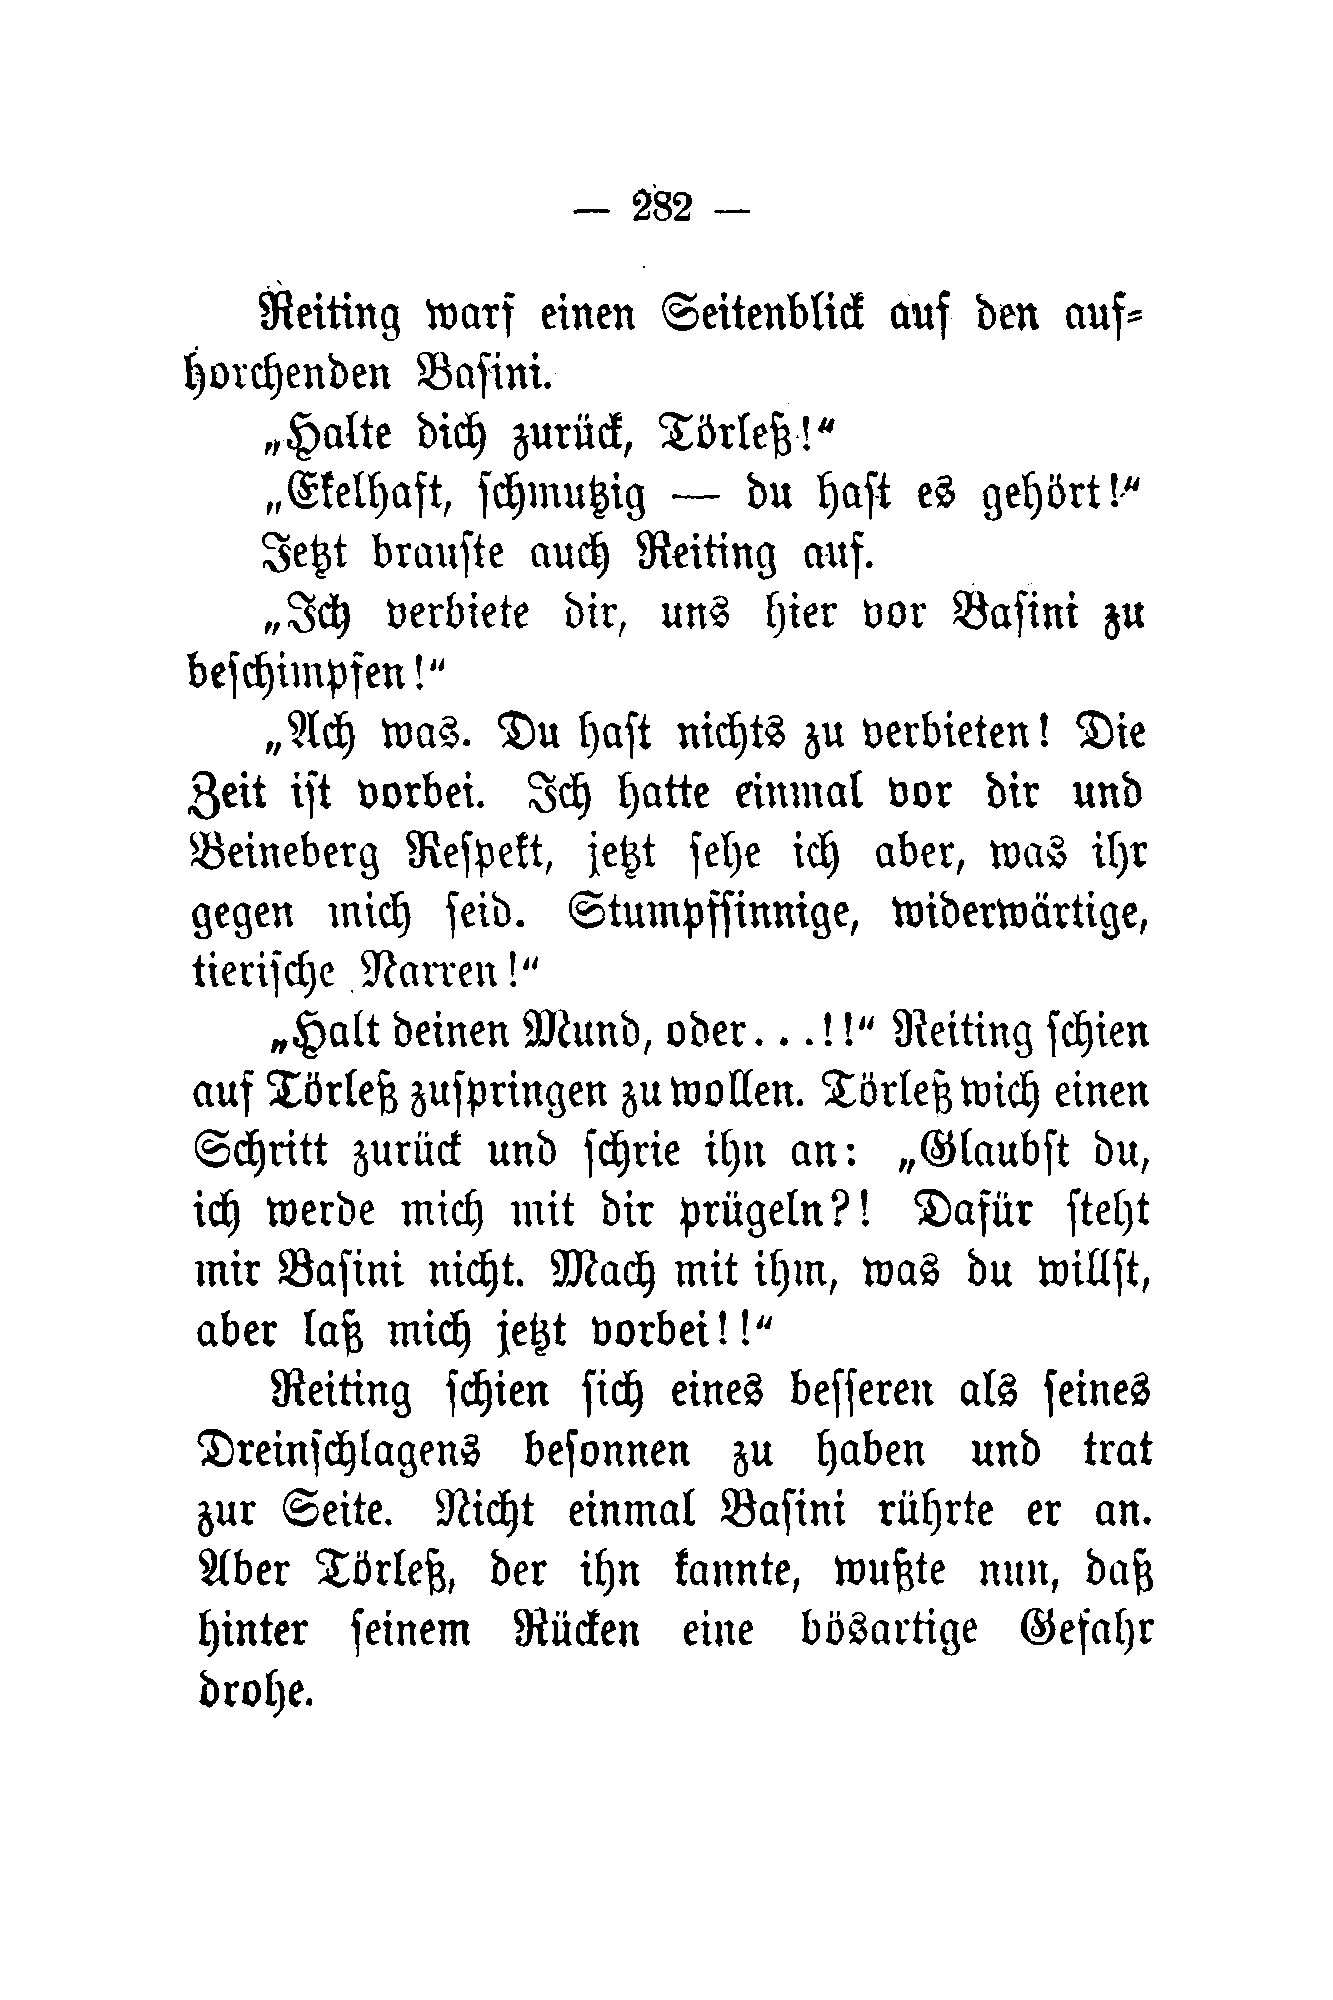 — 282 —
Reiting warf einen Seitenblick auf den auf⸗
horchenden Baſini.
„Halte dich zurück, Törleß!“
„Ekelhaft, ſchmutzig — du haſt es gehört!“
Jetzt brauſte auch Reiting auf.
„Ich verbiete dir, uns hier vor Baſini zu
beſchimpfen!“
„Ach was. Du haſt nichts zu verbieten! Die
Zeit iſt vorbei. Ich hatte einmal vor dir und
Beineberg Reſpekt, jetzt ſehe ich aber, was ihr
gegen mich ſeid. Stumpfſinnige, widerwärtige,
tieriſche Narren!“
„Halt deinen Mund, oder...!!“ Reiting ſchien
auf Törleß zuſpringen zu wollen. Törleß wich einen
Schritt zurück und ſchrie ihn an: „Glaubſt du,
ich werde mich mit dir prügeln?! Dafür ſteht
mir Baſini nicht. Mach mit ihm, was du willſt,
aber laß mich jetzt vorbei!!“
Reiting ſchien ſich eines beſſeren als ſeines
Dreinſchlagens beſonnen zu haben und trat
zur Seite. Nicht einmal Baſini rührte er an.
Aber Törleß, der ihn kannte, wußte nun, daß
hinter ſeinem Rücken eine bösartige Gefahr
drohe.